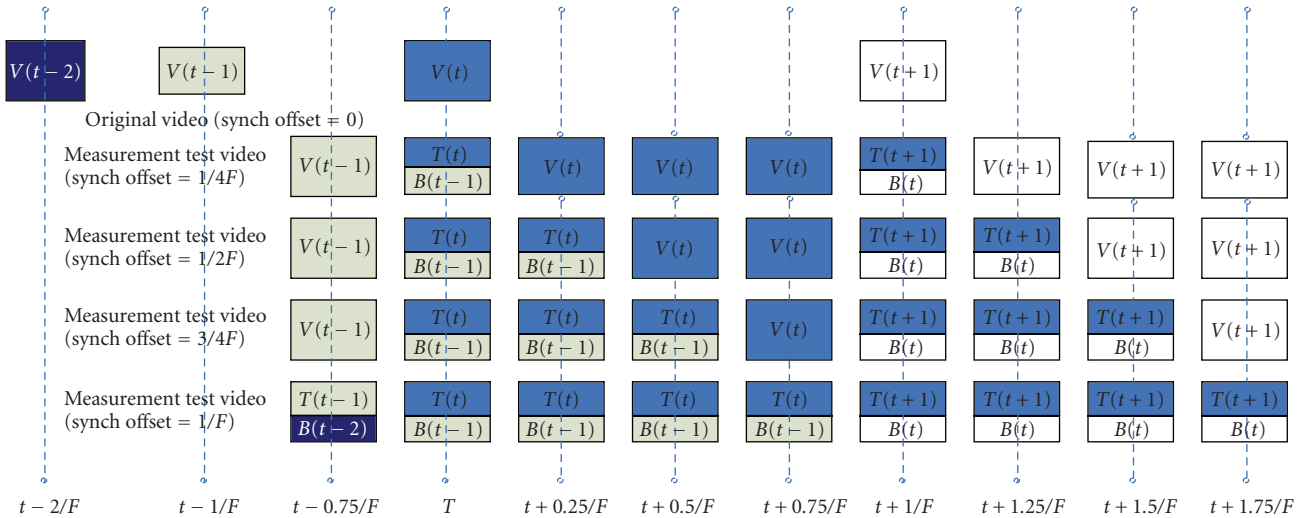 V(t − 2) V(t − 1) V(t) V(t + 1)
Original video (synch offset = 0)
Measurement test video
(synch offset = 1/4F)
V(t − 1) T(t) V(t) V(t) V(t) T(t + 1) V(t + 1) V(t + 1) V(t + 1)
B(t − 1) B(t)
Measurement test video
(synch offset = 1/2F)
V(t − 1) T(t) T(t) V(t) V(t) T(t + 1) T(t + 1) V(t + 1) V(t + 1)
B(t − 1) B(t − 1) B(t) B(t)
Measurement test video
(synch offset = 3/4F)
V(t − 1) T(t) T(t) T(t) V(t) T(t + 1) T(t + 1) T(t + 1) V(t + 1)
B(t − 1) B(t − 1) B(t − 1) B(t) B(t) B(t)
Measurement test video
(synch offset = 1/F)
T(t − 1) T(t) T(t) T(t) T(t) T(t + 1) T(t + 1) T(t + 1) T(t + 1)
B(t − 2) B(t − 1) B(t − 1) B(t − 1) B(t − 1) B(t) B(t) B(t) B(t)
t − 2/F t − 1/F t − 0.75/F T t + 0.25/F t + 0.5/F t + 0.75/F t + 1/F t + 1.25/F t + 1.5/F t + 1.75/F